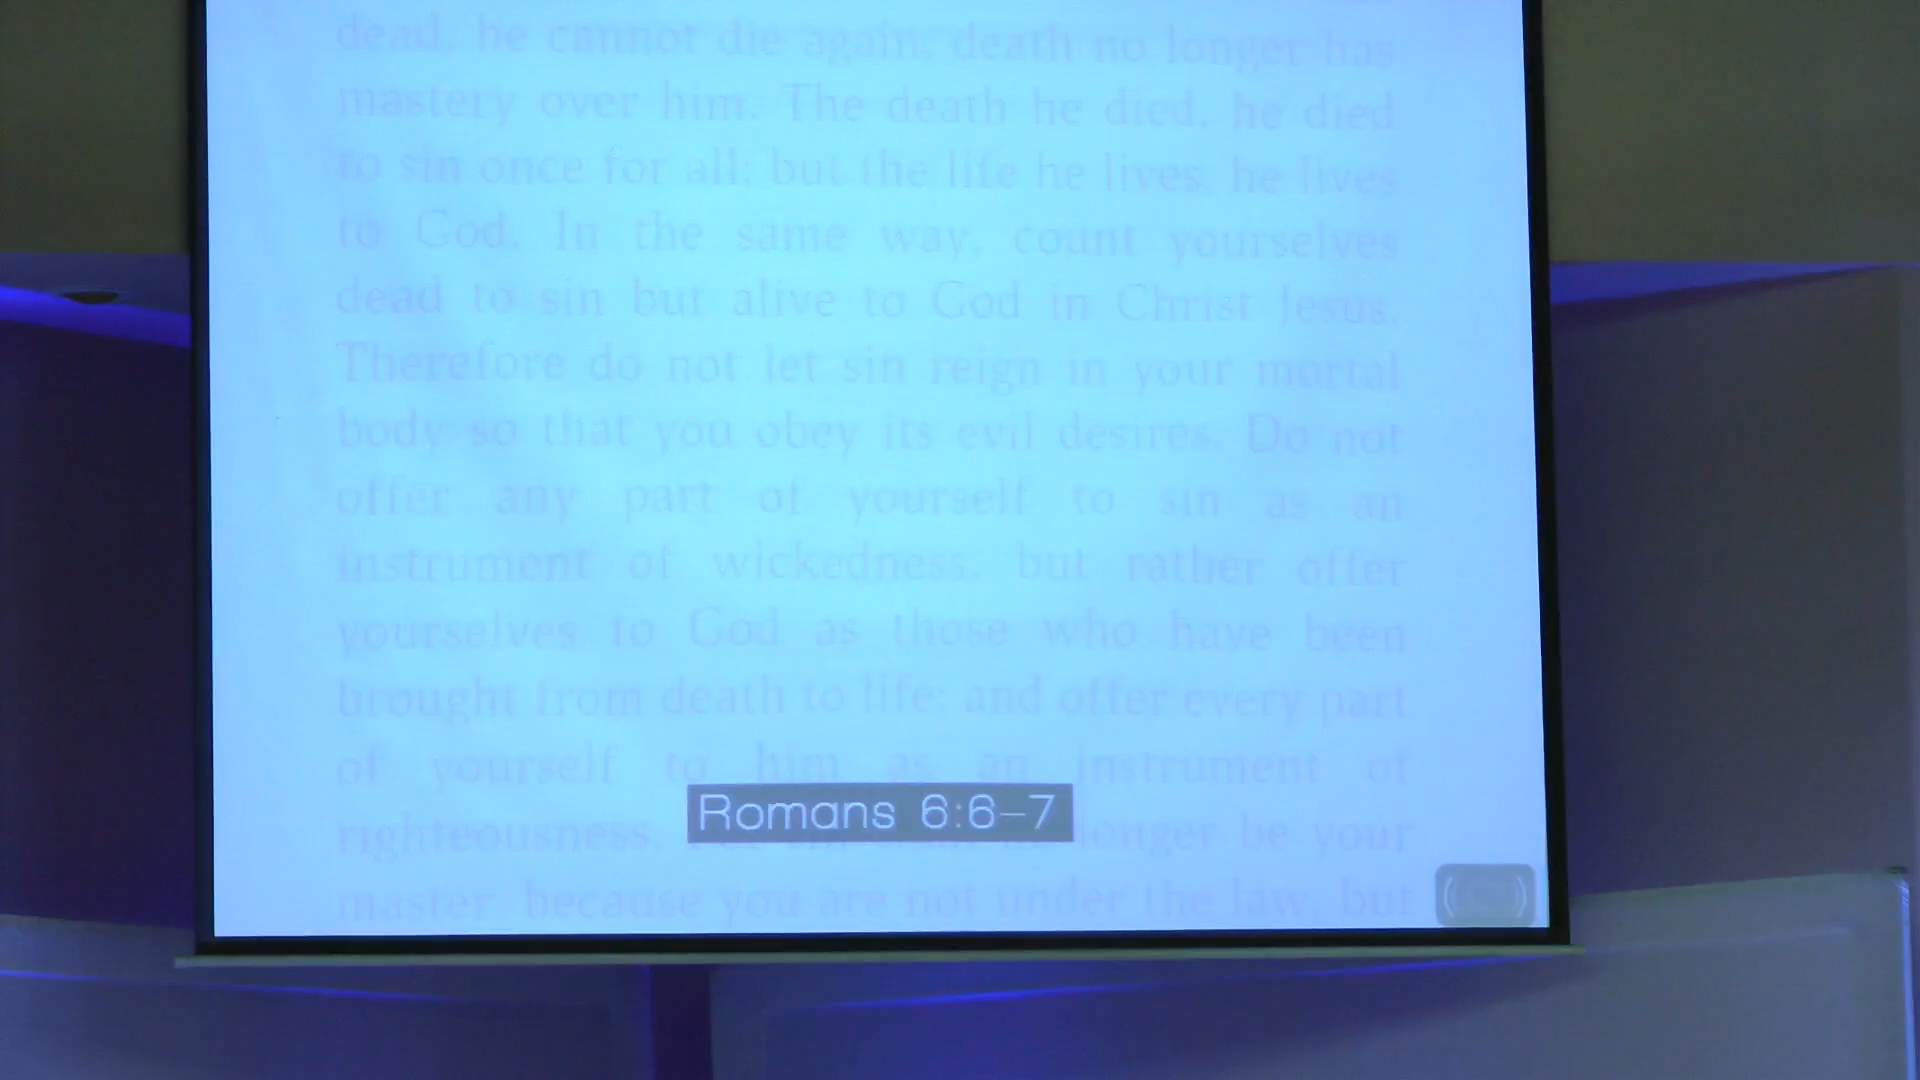 dead, he cannot die again; death no longer has
mastery over him. The death he died, he died
to sin once for all; but the life he lives, he lives
to God. In the same way, count yourselves
dead to sin but alive to God in Christ Jesus.
Therefore do not let sin reign in your mortal
body so that you obey its evil desires. Do not
offer any part of yourself to sin as an
instrument of wickedness, but rather offer
yourselves to God as those who have been
brought from death to life; and offer every part
of yourself to him as an instrument of
righteousness. longer be your
Romans 6:6–7
master, because you are not under the law, but